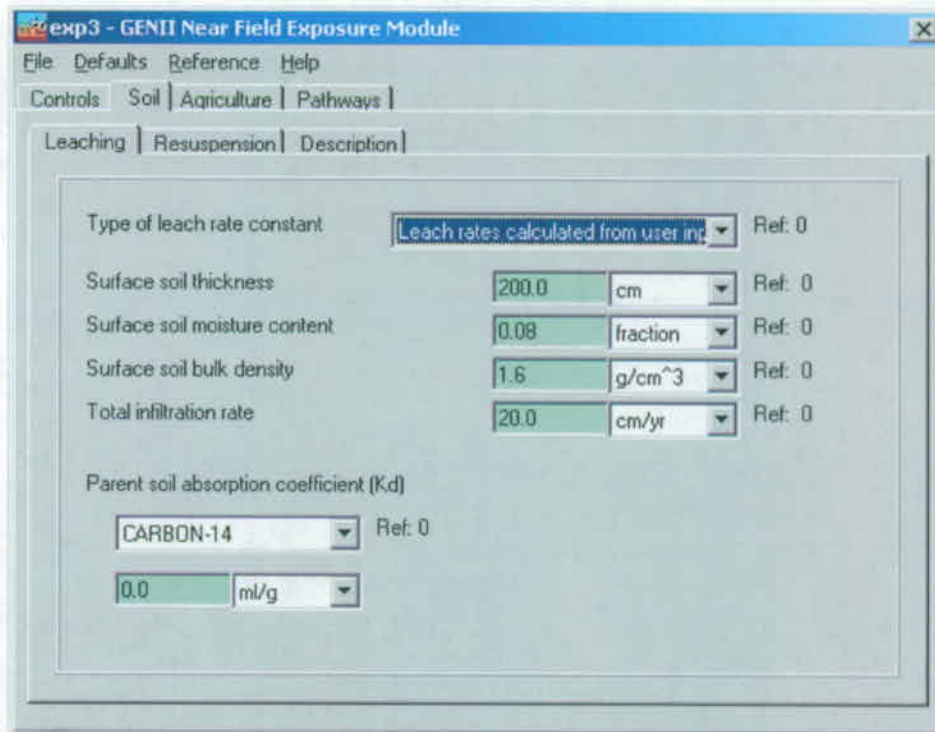 exp3 - GENII Near Field Exposure Module
File Defaults Reference Help
Controls Soil Agriculture Pathways
Leaching Resuspension Description
Type of leach rate constant Leach rates calculated from user inp Ref: 0
Surface soil thickness 200.0 cm Ref: 0
Surface soil moisture content 0.08 fraction Ref: 0
Surface soil bulk density 1.6 g/cm^3 Ref: 0
Total infiltration rate 20.0 cm/yr Ref: 0
Parent soil absorption coefficient (Kd)
CARBON-14 Ref: 0
0.0 ml/g